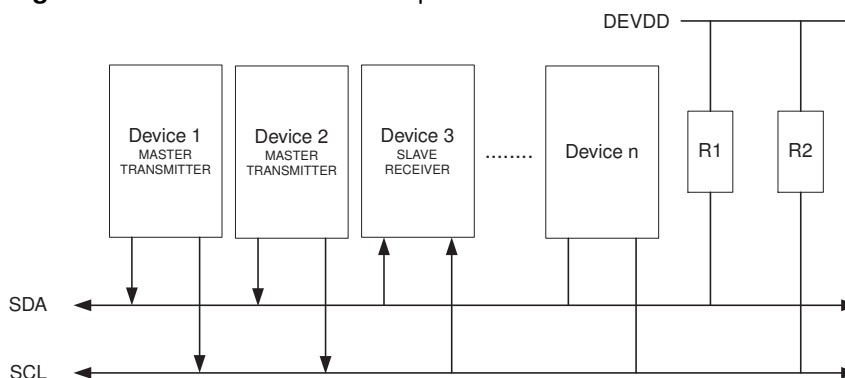 DEVDD
Device 1
MASTER
TRANSMITTER
Device 2
MASTER
TRANSMITTER
Device 3
SLAVE
RECEIVER
........
Device n
R1
R2
SDA
SCL